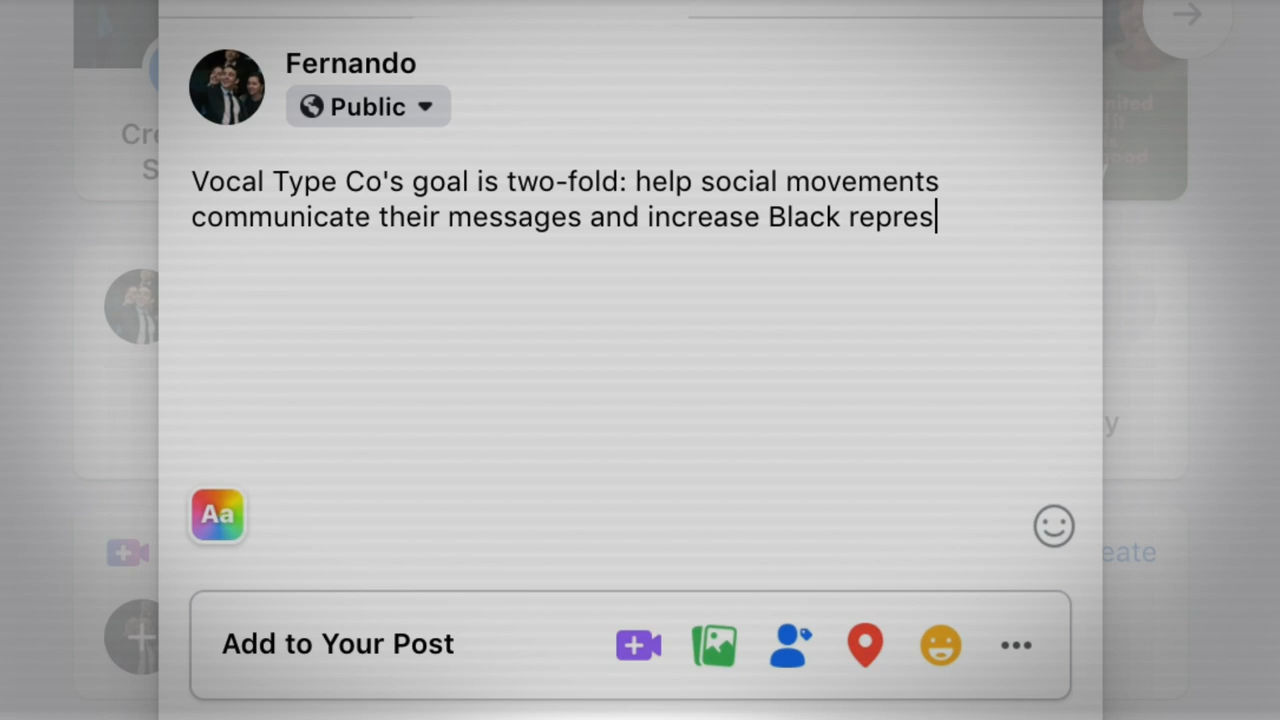 Fernando
Public
Vocal Type Co's goal is two-fold: help social movements
communicate their messages and increase Black repres
Aa
Add to Your Post